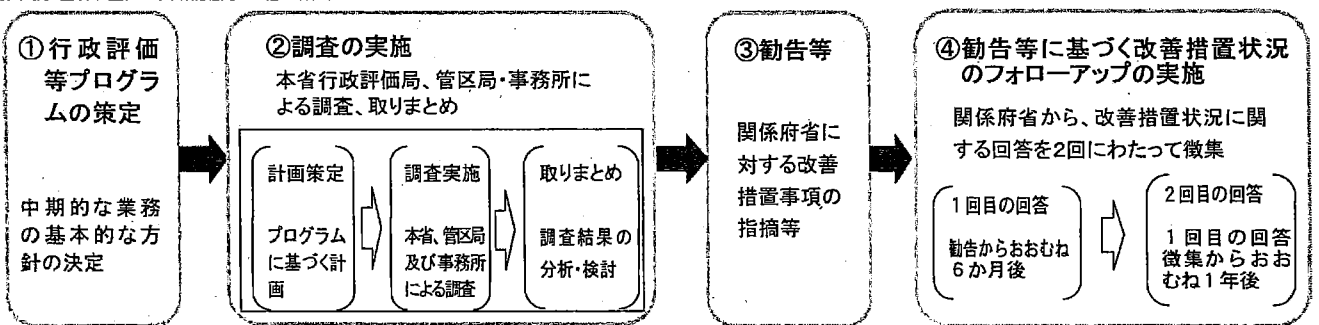 ①行政評価
等プログラ
ムの策定
中期的な業務
の基本的な方
針の決定
②調査の実施
本省行政評価局、管区局・事務所に
よる調査、取りまとめ
計画策定
プログラム
に基づく計
画
調査実施
本省、管区局
及び事務所
による調査
取りまとめ
調査結果の
分析・検討
③勧告等
関係府省に
対する改善
措置事項の
指摘等
④勧告等に基づく改善措置状況
のフォローアップの実施
関係府省から、改善措置状況に関
する回答を2回にわたって徴集
1回目の回答
勧告からおおむね
6か月後
2回目の回答
1回目の回答
徴集からおお
むね1年後